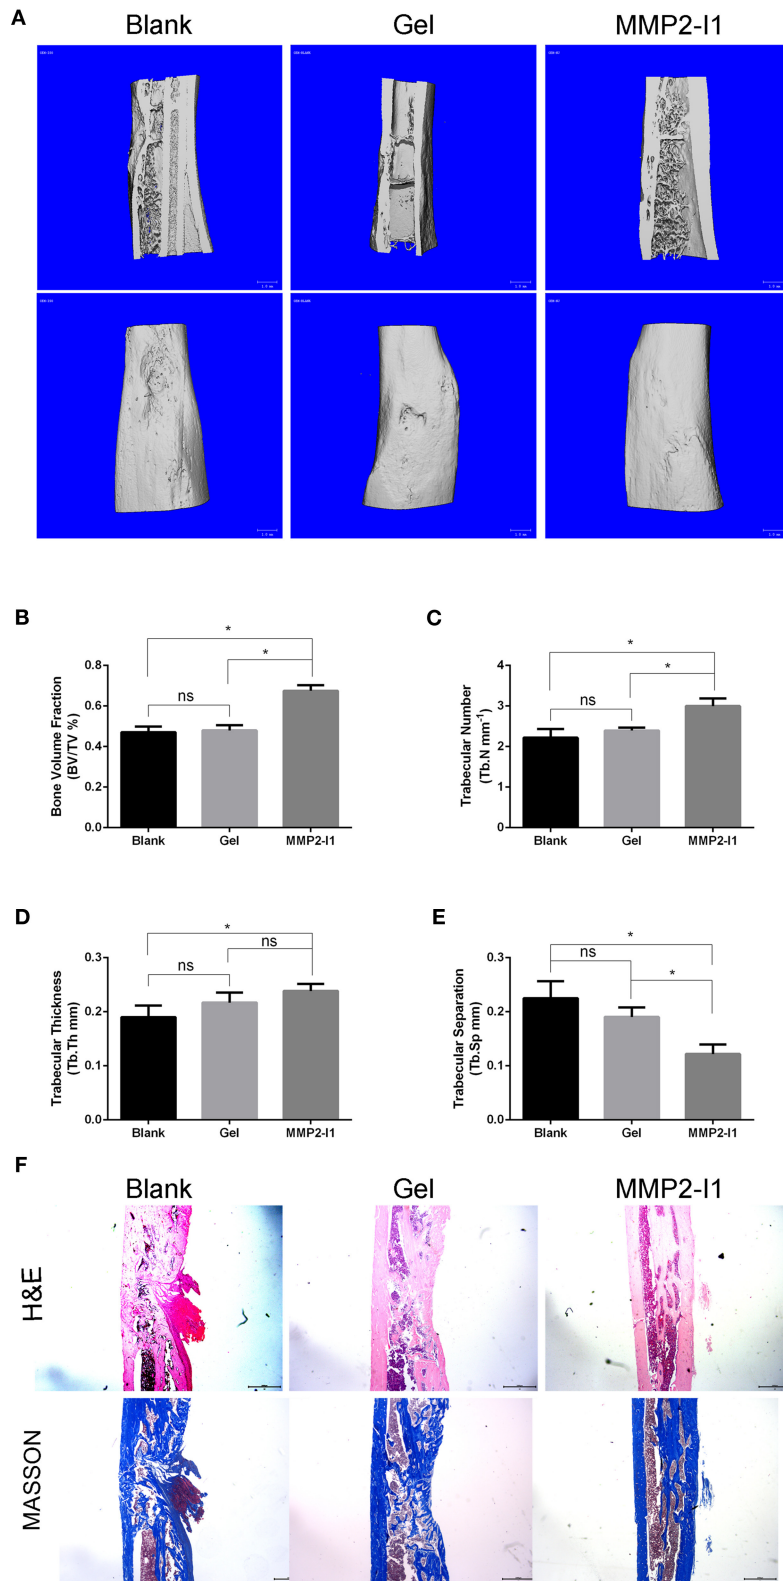 A
Blank Gel MMP2-I1
B
Bone Volume Fraction
(BV/TV %)
0.8
0.6
0.4
0.2
0.0
*
*
ns
Blank Gel MMP2-I1
C
Trabecular Number
(Tb.N mm-1)
4
3
2
1
0
*
*
ns
Blank Gel MMP2-I1
D
Trabecular Thickness
(Tb.Th mm)
0.3
0.2
0.1
0.0
*
ns
ns
Blank Gel MMP2-I1
E
Trabecular Separation
(Tb.Sp mm)
0.3
0.2
0.1
0.0
*
ns
*
Blank Gel MMP2-I1
F
Blank Gel MMP2-I1
H&E
MASSON